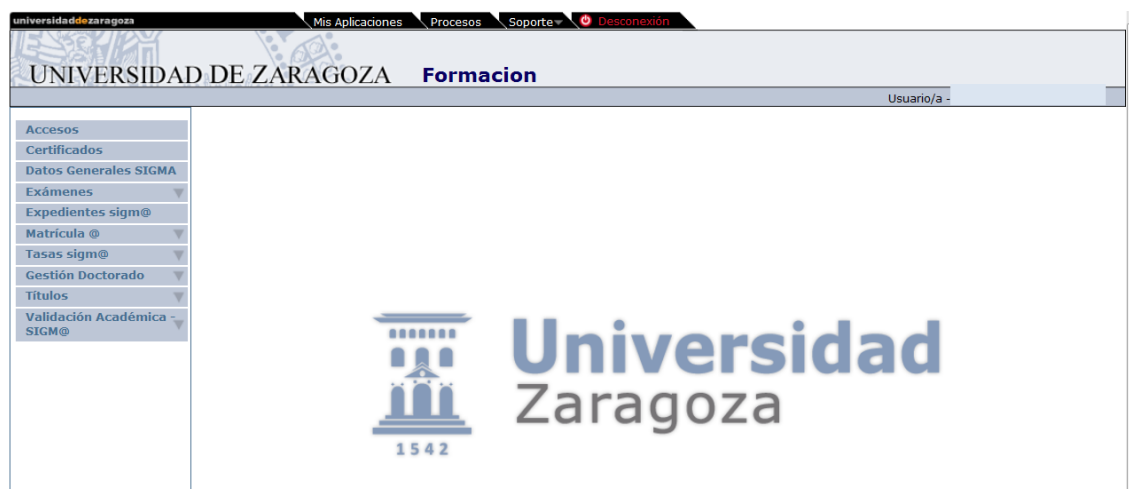 universidaddezaragoza Mis Aplicaciones Procesos Soporte Desconexión
UNIVERSIDAD DE ZARAGOZA Formacion
Usuario/a -
Accesos
Certificados
Datos Generales SIGMA
Exámenes
Expedientes sigm@
Matrícula @
Tasas sigm@
Gestión Doctorado
Títulos
Validación Académica -
SIGM@
Universidad
Zaragoza
1542